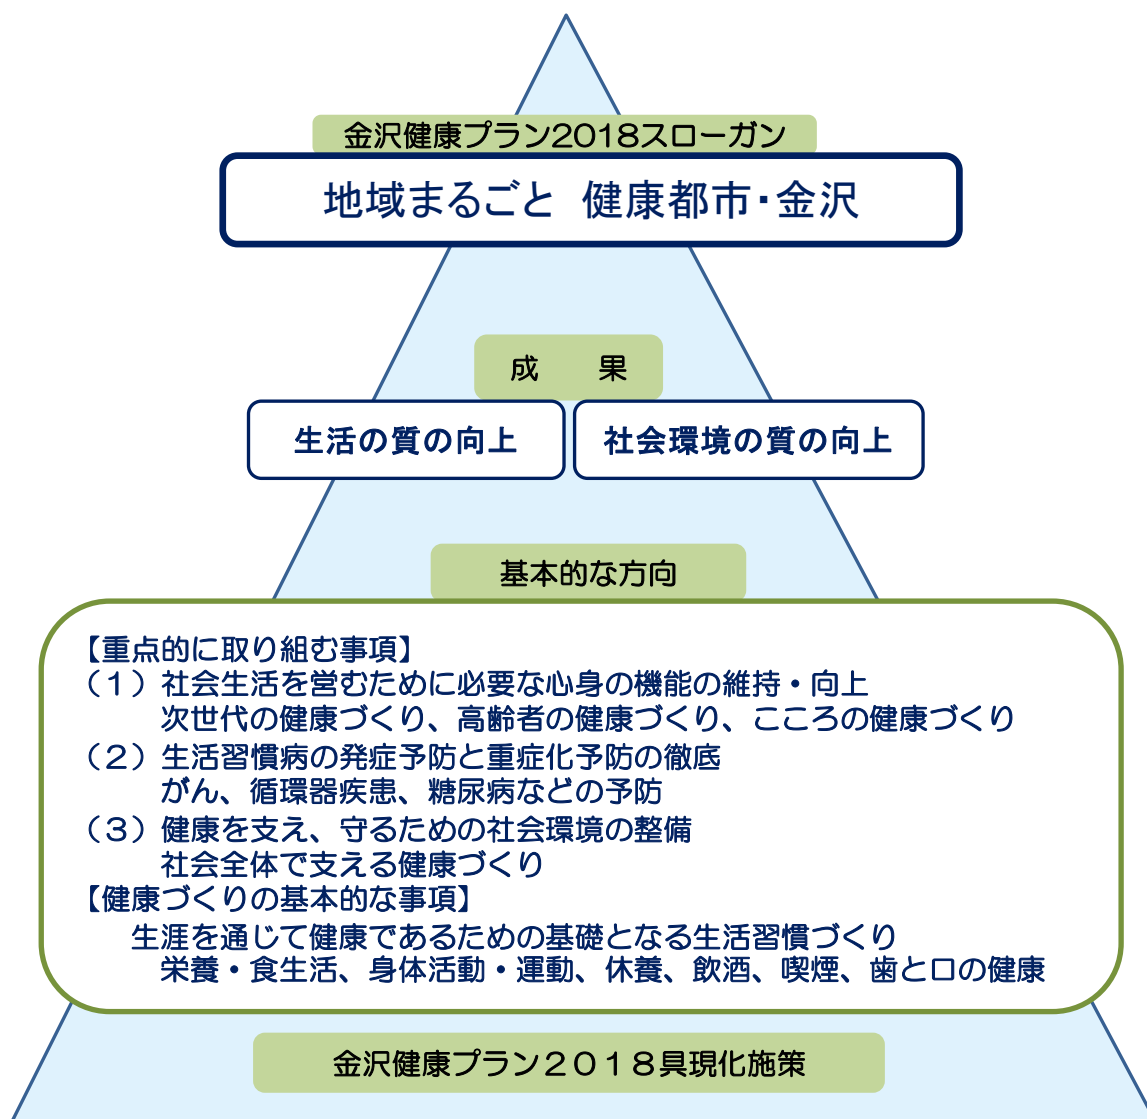 金沢健康プラン2018スローガン
地域まるごと 健康都市・金沢
成　　果
生活の質の向上
社会環境の質の向上
基本的な方向
【重点的に取り組む事項】
（１）社会生活を営むために必要な心身の機能の維持・向上
次世代の健康づくり、高齢者の健康づくり、こころの健康づくり
（２）生活習慣病の発症予防と重症化予防の徹底
がん、循環器疾患、糖尿病などの予防
（３）健康を支え、守るための社会環境の整備
社会全体で支える健康づくり
【健康づくりの基本的な事項】
生涯を通じて健康であるための基礎となる生活習慣づくり
栄養・食生活、身体活動・運動、休養、飲酒、喫煙、歯と口の健康
金沢健康プラン２０１８具現化施策